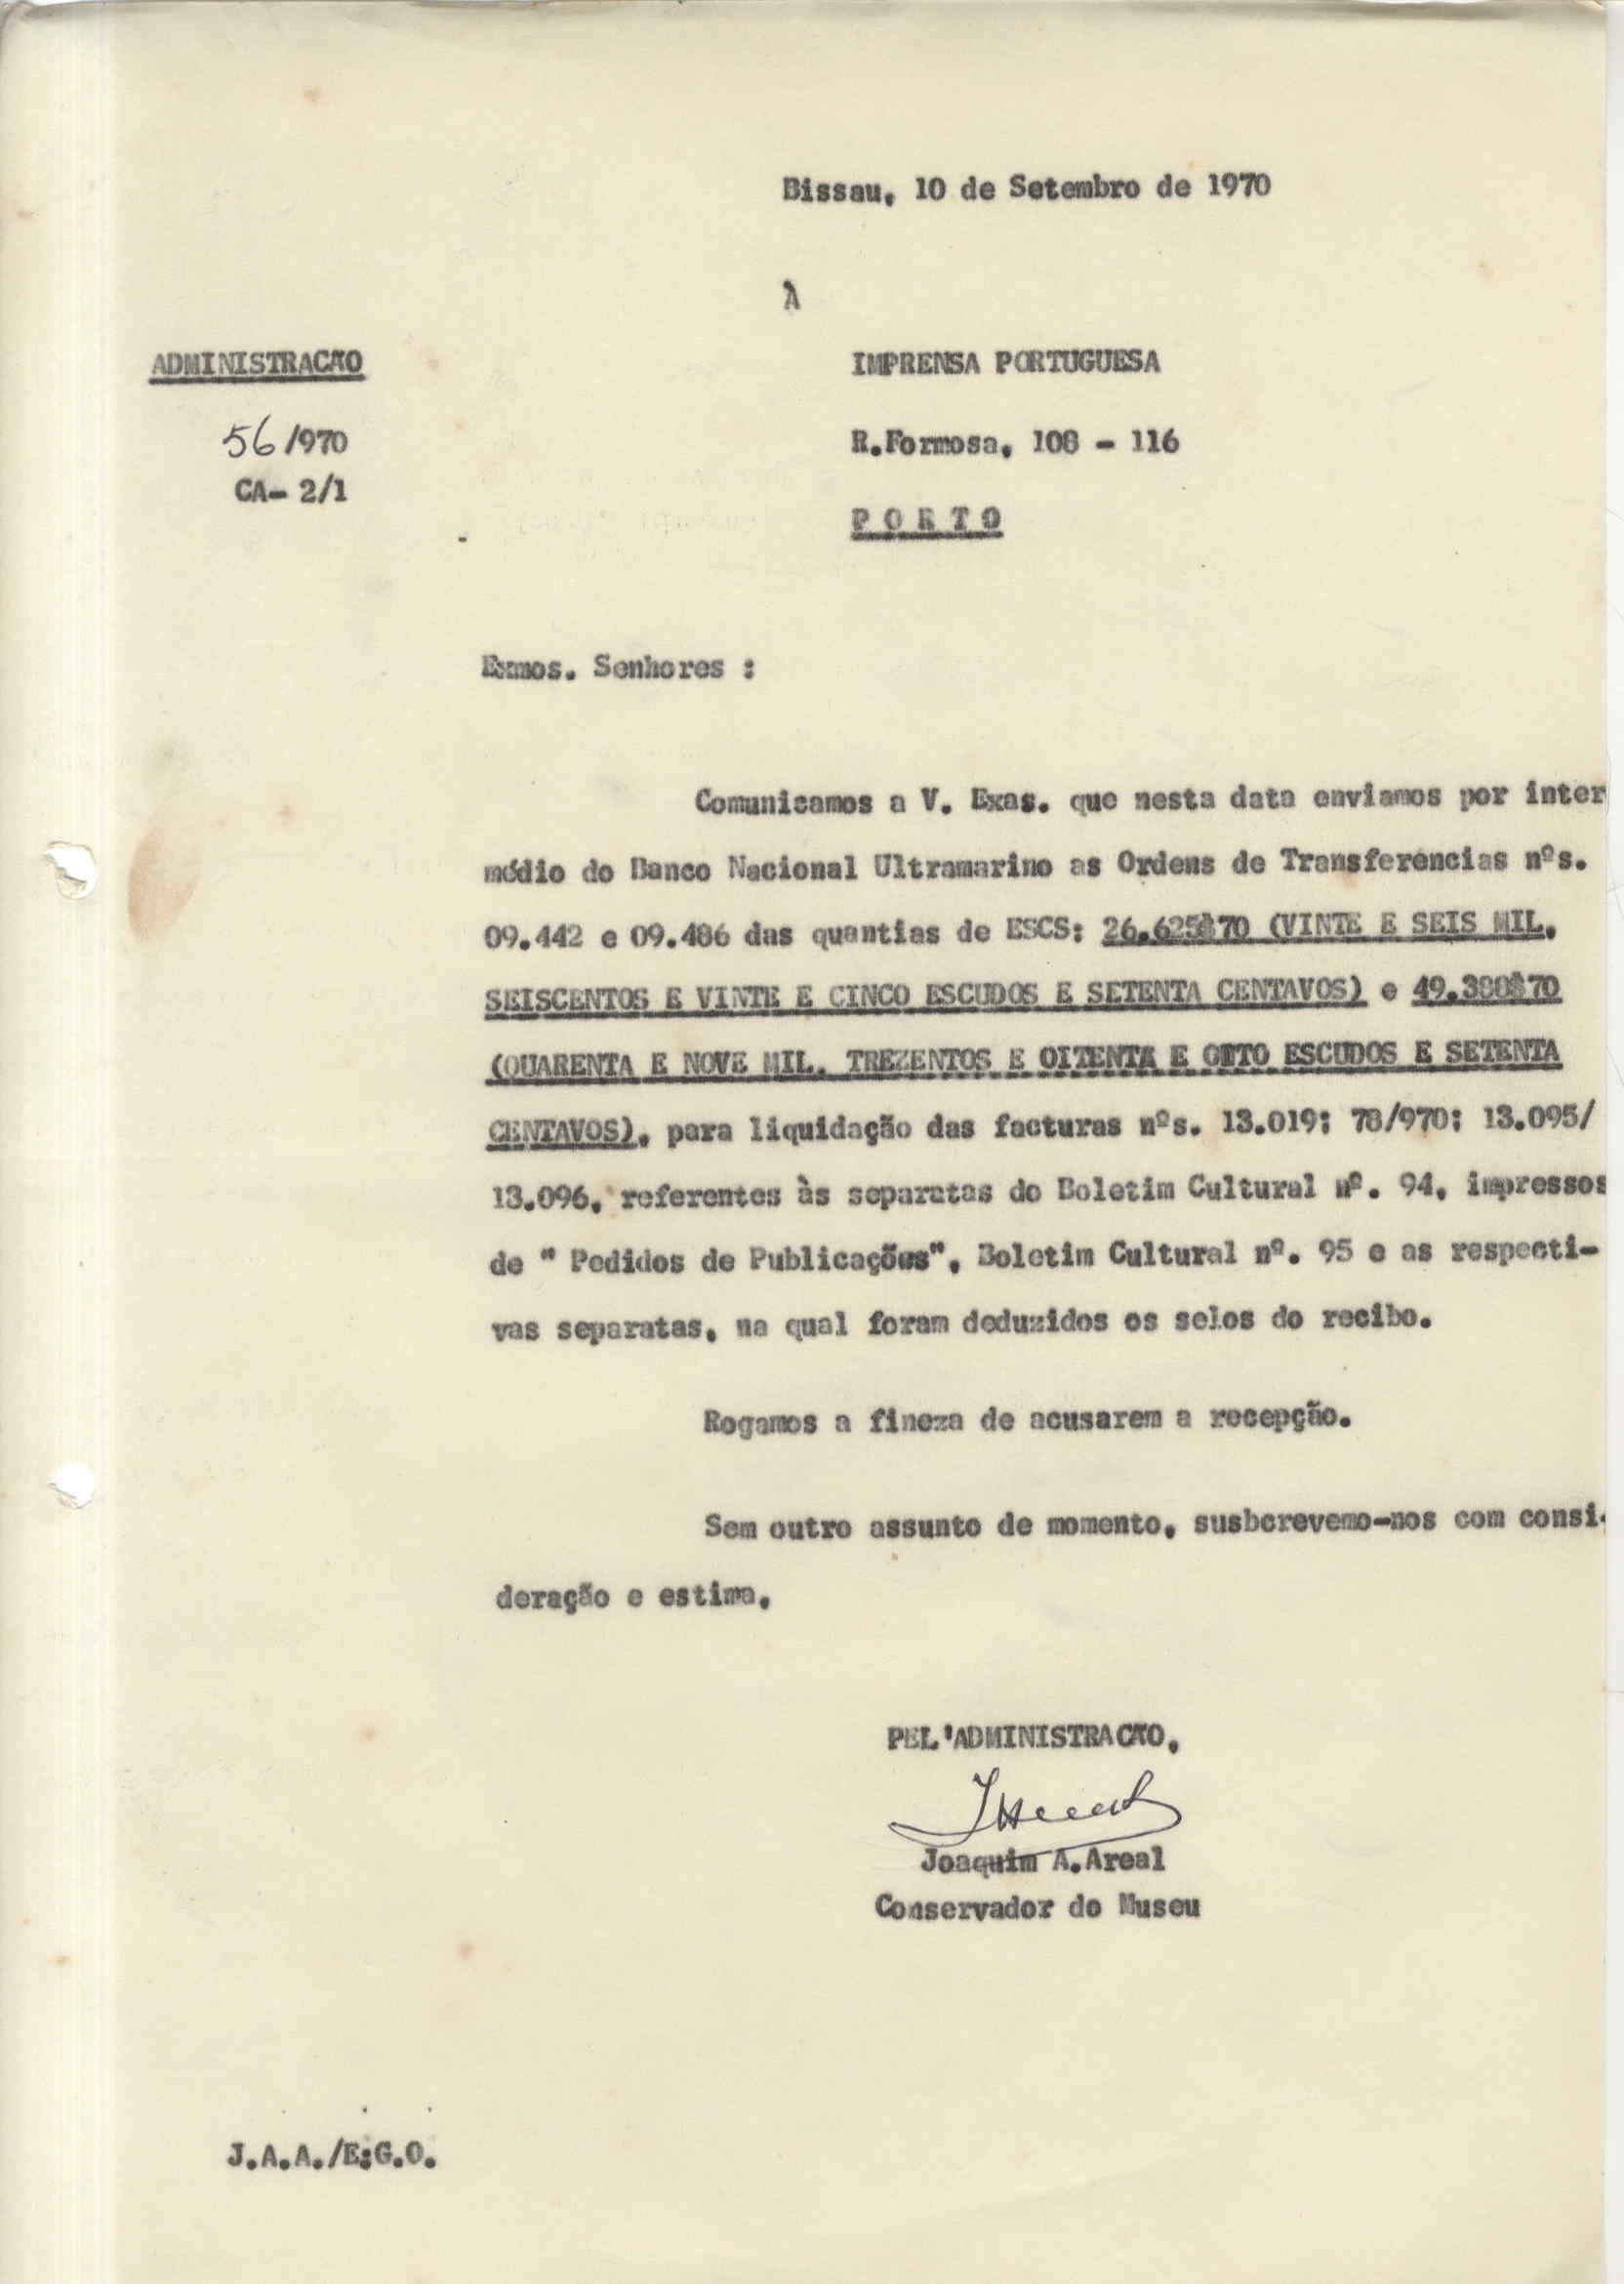 Bissau, 10 de Setembro de 1970
À
ADMINISTRACÃO
IMPRENSA PORTUGUESA
56/970
R.Formosa, 108 - 116
CA- 2/1
P O R T O
Exmos. Senhores :
Comunicamos a V. Exas. que nesta data enviamos por inter
médio do Banco Nacional Ultramarino as Ordens de Transferencias nºs.
09.442 e 09.486 das quantias de ESCS: 26.625$70 (VINTE E SEIS MIL,
SEISCENTOS E VINTE E CINCO ESCUDOS E SETENTA CENTAVOS) e 49.388$70
(QUARENTA E NOVE MIL, TREZENTOS E OITENTA E OITO ESCUDOS E SETENTA
CENTAVOS), para liquidação das facturas nºs. 13.019; 78/970; 13.095/
13.096, referentes às separatas do Boletim Cultural nº. 94, impressos
de " Pedidos de Publicações", Boletim Cultural nº. 95 e as respecti-
vas separatas, na qual foram deduzidos os selos do recibo.
Rogamos a fineza de acusarem a recepção.
Sem outro assunto de momento, susbcrevemo-nos com consi-
deração e estima,
PEL'ADMINISTRACÃO,
Joaquim A.Areal
Conservador do Museu
J.A.A./E:G.O.